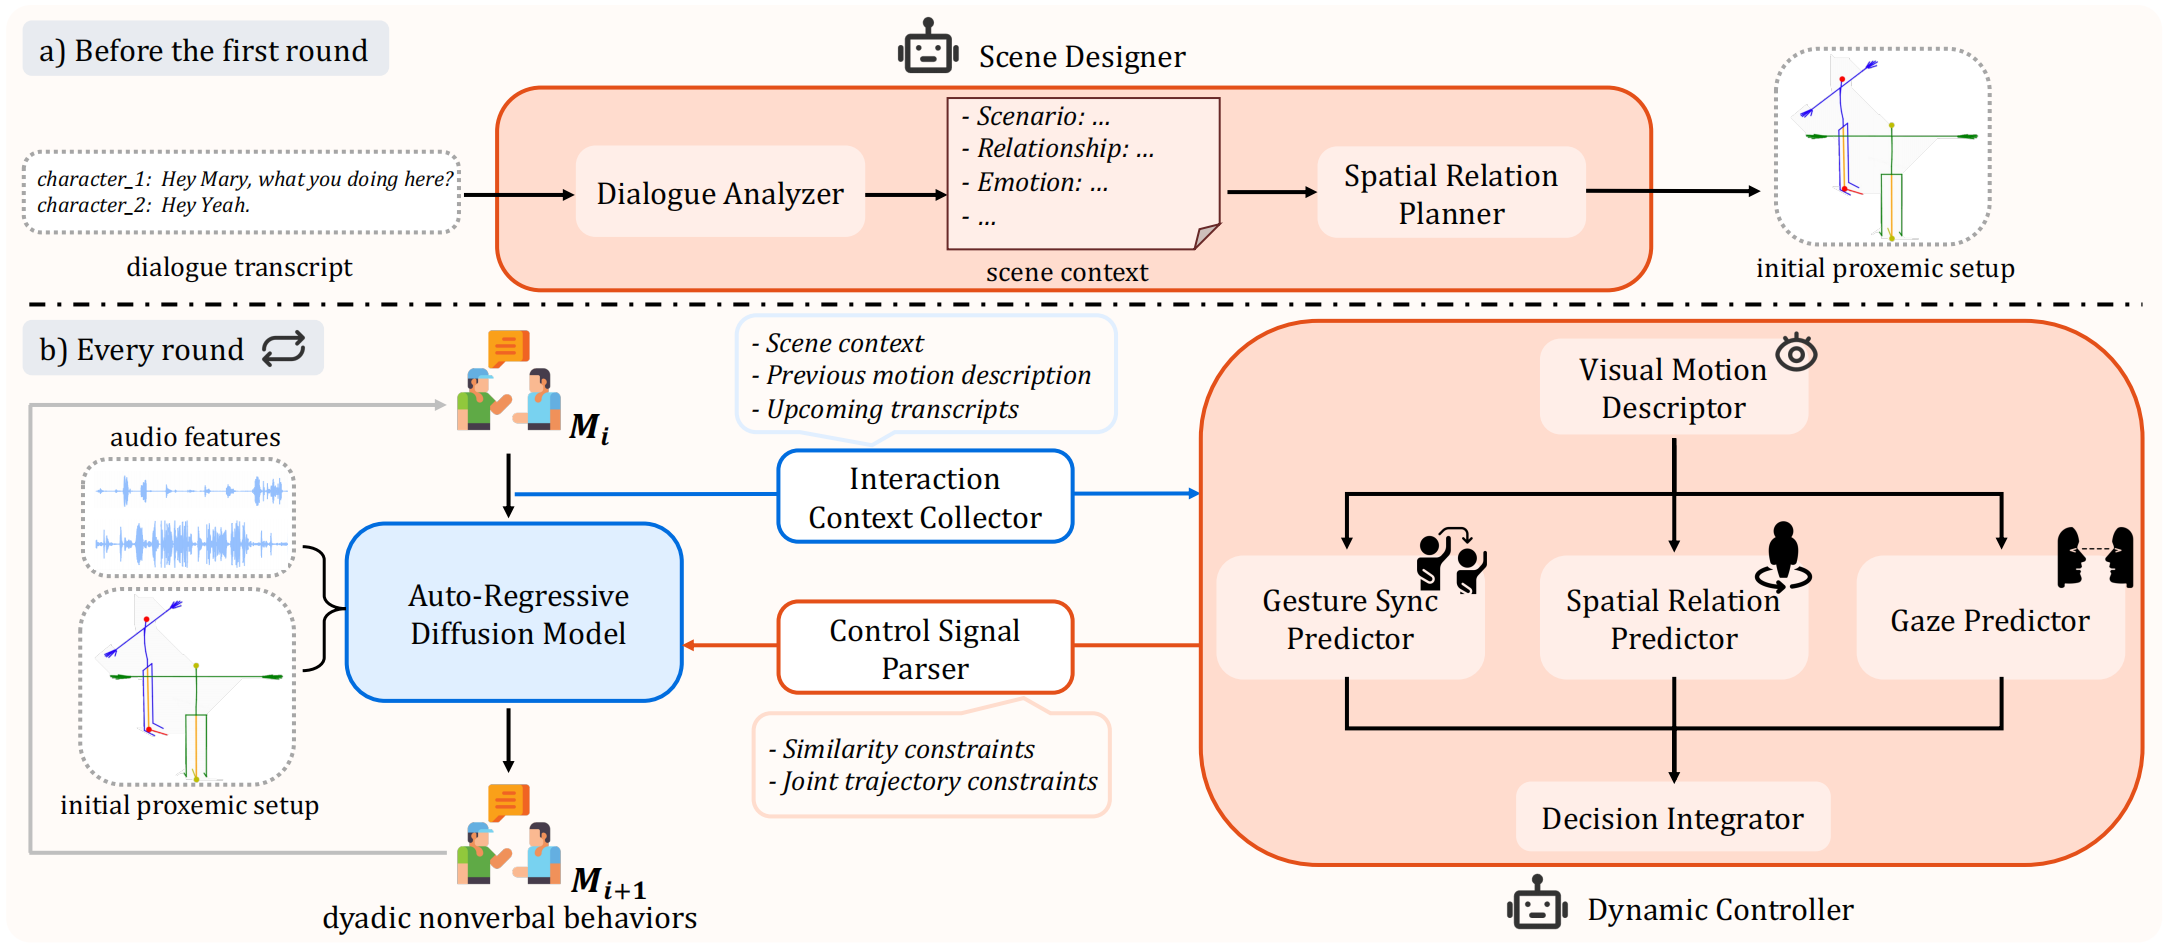 a) Before the first round
Scene Designer
character_1: Hey Mary, what you doing here?
character_2: Hey Yeah.
dialogue transcript
Dialogue Analyzer
- Scenario: ...
- Relationship: ...
- Emotion: ...
- ...
scene context
Spatial Relation
Planner
initial proxemic setup
b) Every round
M_i
audio features
initial proxemic setup
Auto-Regressive
Diffusion Model
M_{i+1}
dyadic nonverbal behaviors
- Scene context
- Previous motion description
- Upcoming transcripts
Interaction
Context Collector
Control Signal
Parser
- Similarity constraints
- Joint trajectory constraints
Visual Motion
Descriptor
Gesture Sync
Predictor
Spatial Relation
Predictor
Gaze Predictor
Decision Integrator
Dynamic Controller